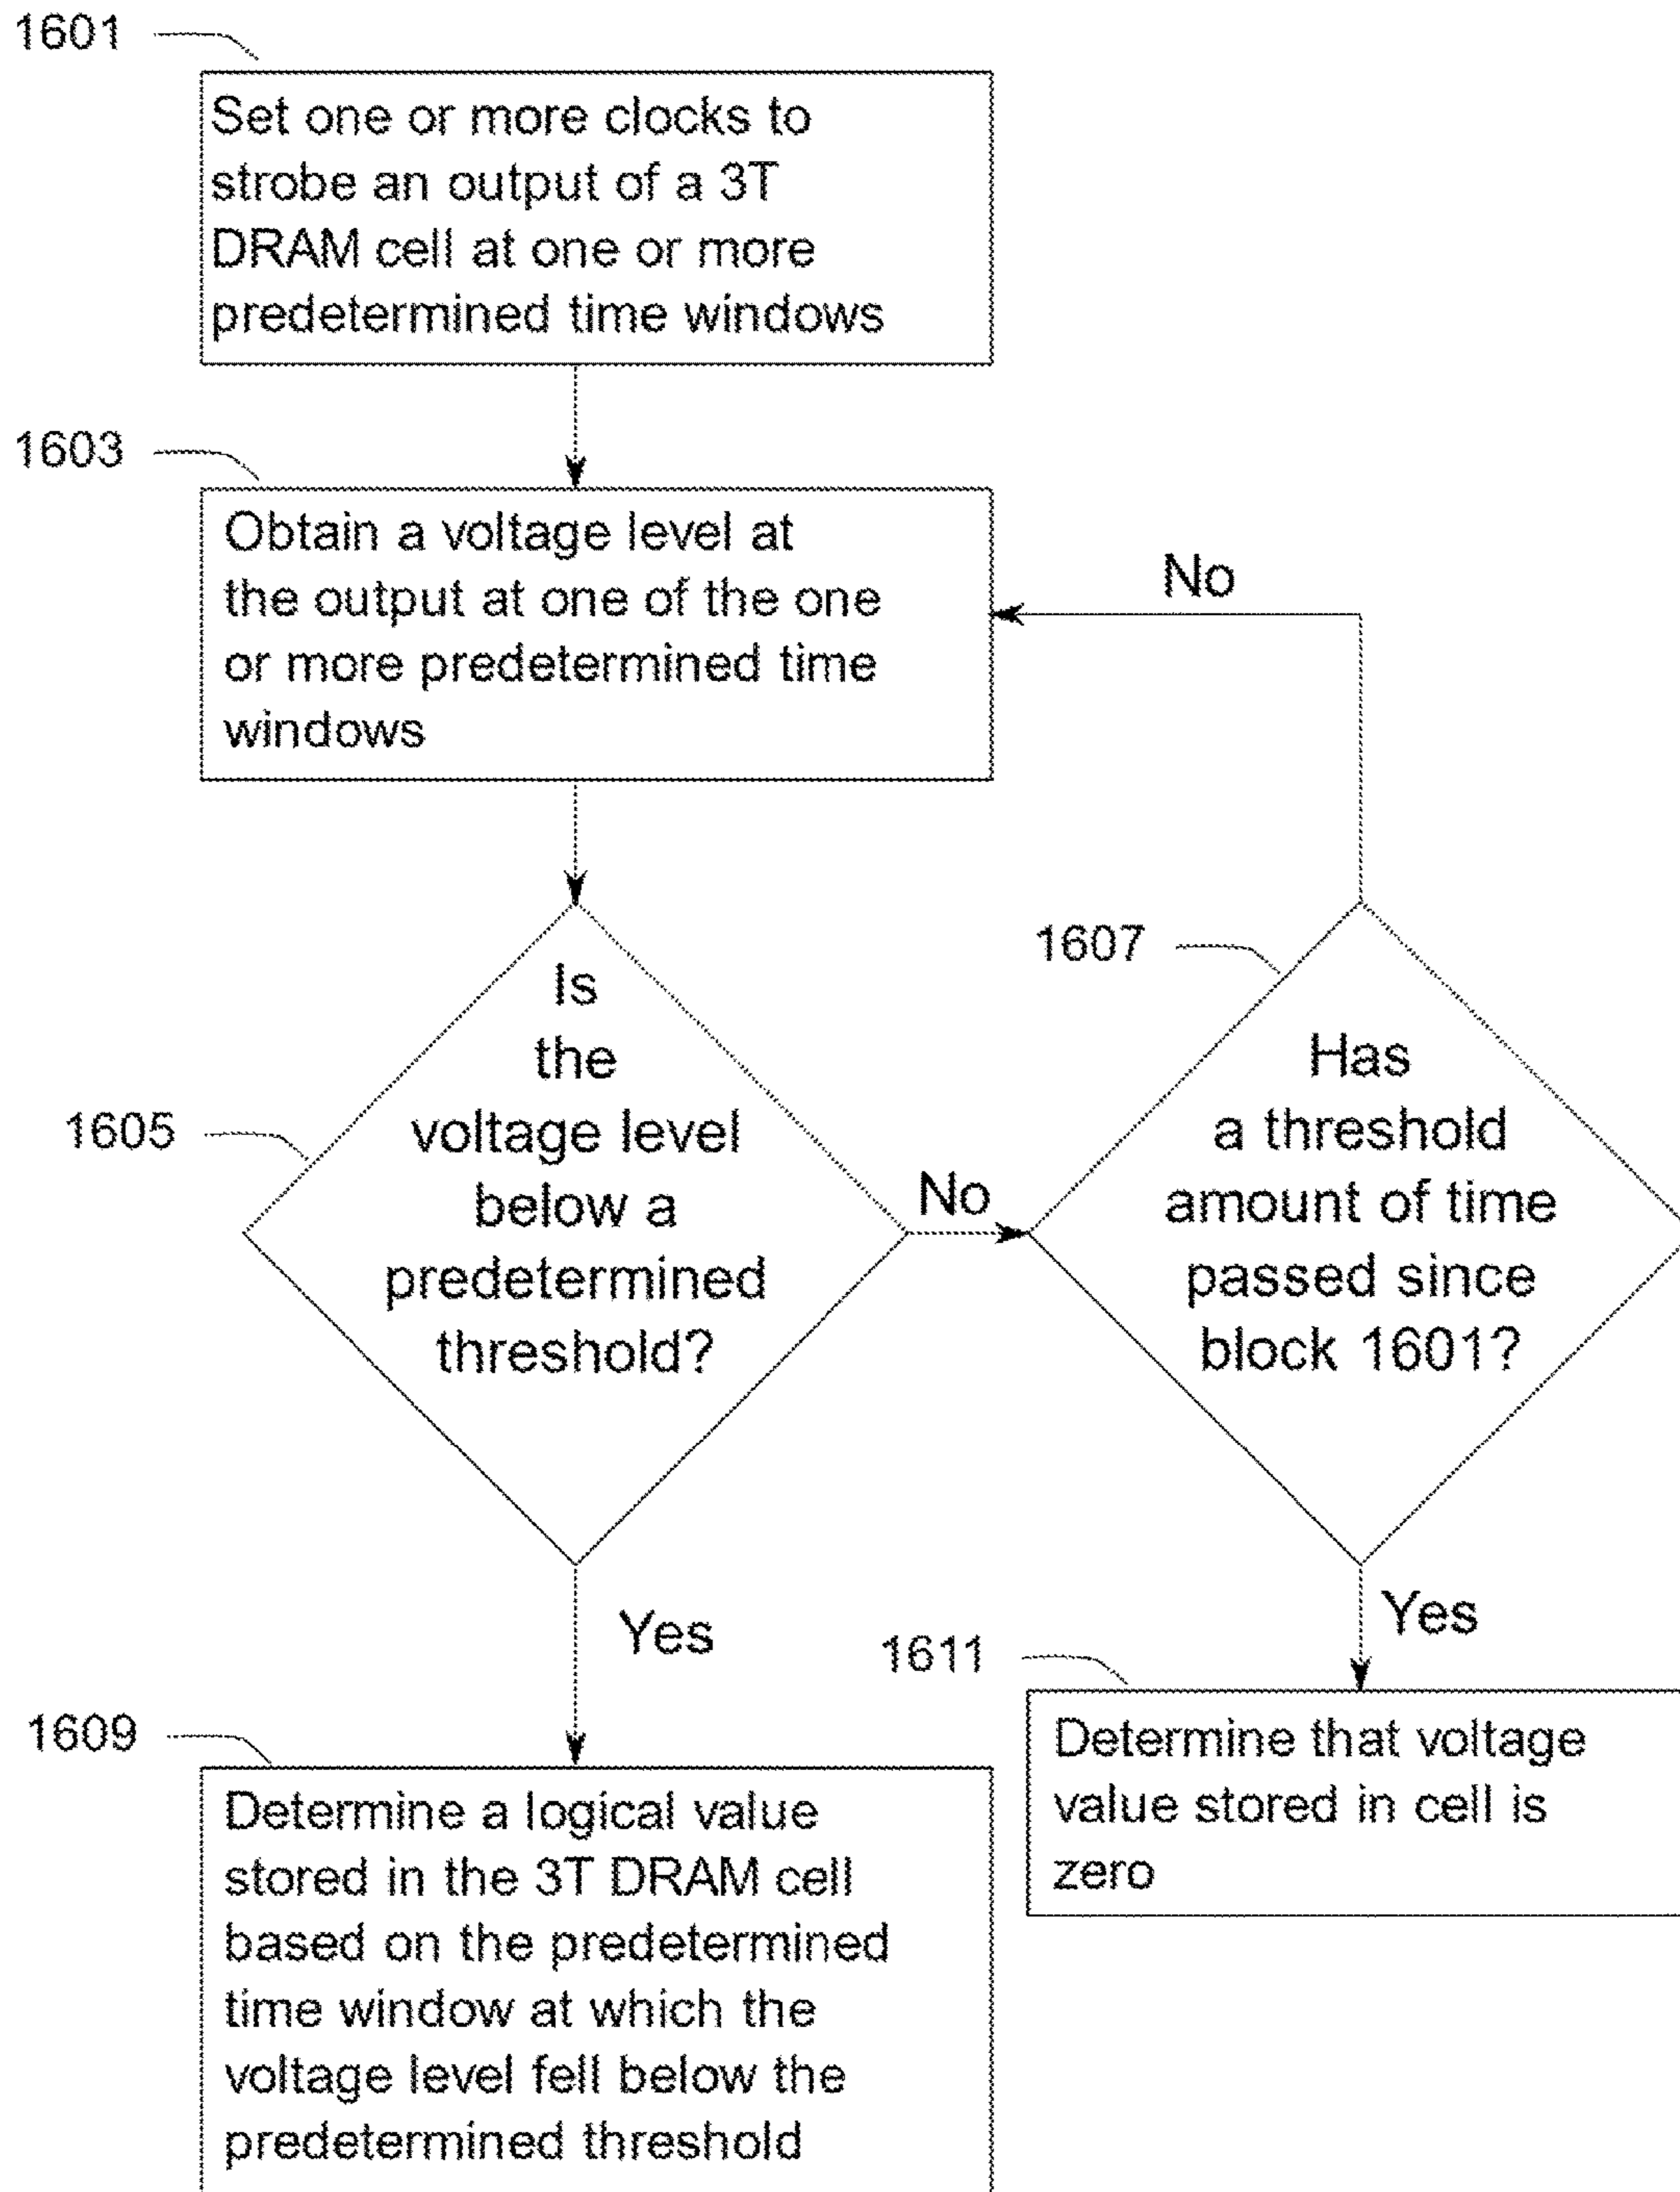 1601
Set one or more clocks to
strobe an output of a 3T
DRAM cell at one or more
predetermined time windows
1603
Obtain a voltage level at
the output at one of the one
or more predetermined time
windows
No
1605
Is
the
voltage level
below a
predetermined
threshold?
No
1607
Has
a threshold
amount of time
passed since
block 1601?
Yes
Yes
1609
Determine a logical value
stored in the 3T DRAM cell
based on the predetermined
time window at which the
voltage level fell below the
predetermined threshold
1611
Determine that voltage
value stored in cell is
zero